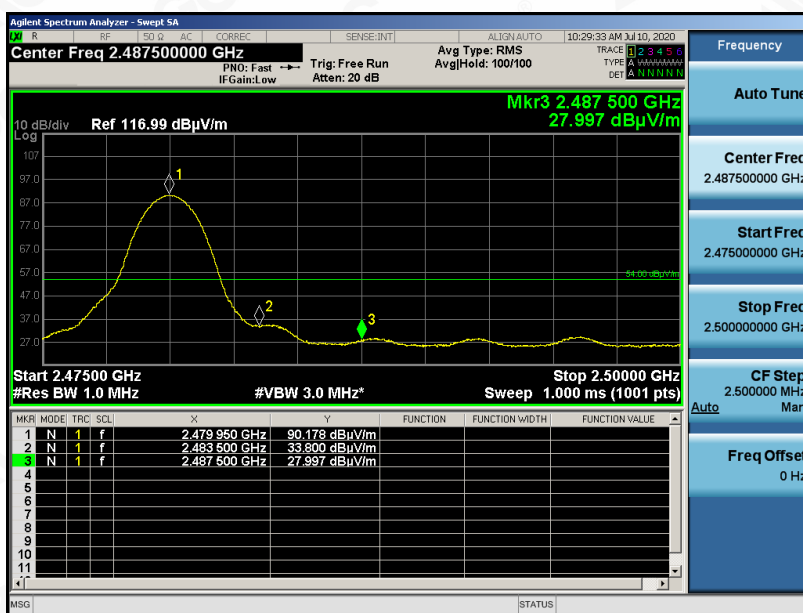 Agilent Spectrum Analyzer - Swept SA
LXI R RF 50 Ω AC CORREC SENSE:INT ALIGN AUTO 10:29:33 AM Jul 10, 2020
Center Freq 2.487500000 GHz
PNO: Fast
IFGain:Low
Trig: Free Run
Atten: 20 dB
Avg Type: RMS
Avg|Hold: 100/100
TRACE 1 2 3 4 5 6
TYPE A WWWWW
DET A N N N N N
Frequency
Mkr3 2.487 500 GHz
27.997 dBµV/m
10 dB/div Ref 116.99 dBµV/m
Log
107
97.0
87.0
77.0
67.0
57.0
47.0
37.0
27.0
1
2
3
54.00 dBµV/m
Start 2.47500 GHz
Stop 2.50000 GHz
#Res BW 1.0 MHz
#VBW 3.0 MHz*
Sweep 1.000 ms (1001 pts)
MKR MODE TRC SCL X Y FUNCTION FUNCTION WIDTH FUNCTION VALUE
1 N 1 f 2.479 950 GHz 90.178 dBµV/m
2 N 1 f 2.483 500 GHz 33.800 dBµV/m
3 N 1 f 2.487 500 GHz 27.997 dBµV/m
4
5
6
7
8
9
10
11
MSG
STATUS
Auto Tune
Center Freq
2.487500000 GHz
Start Freq
2.475000000 GHz
Stop Freq
2.500000000 GHz
CF Step
2.500000 MHz
Auto Man
Freq Offset
0 Hz